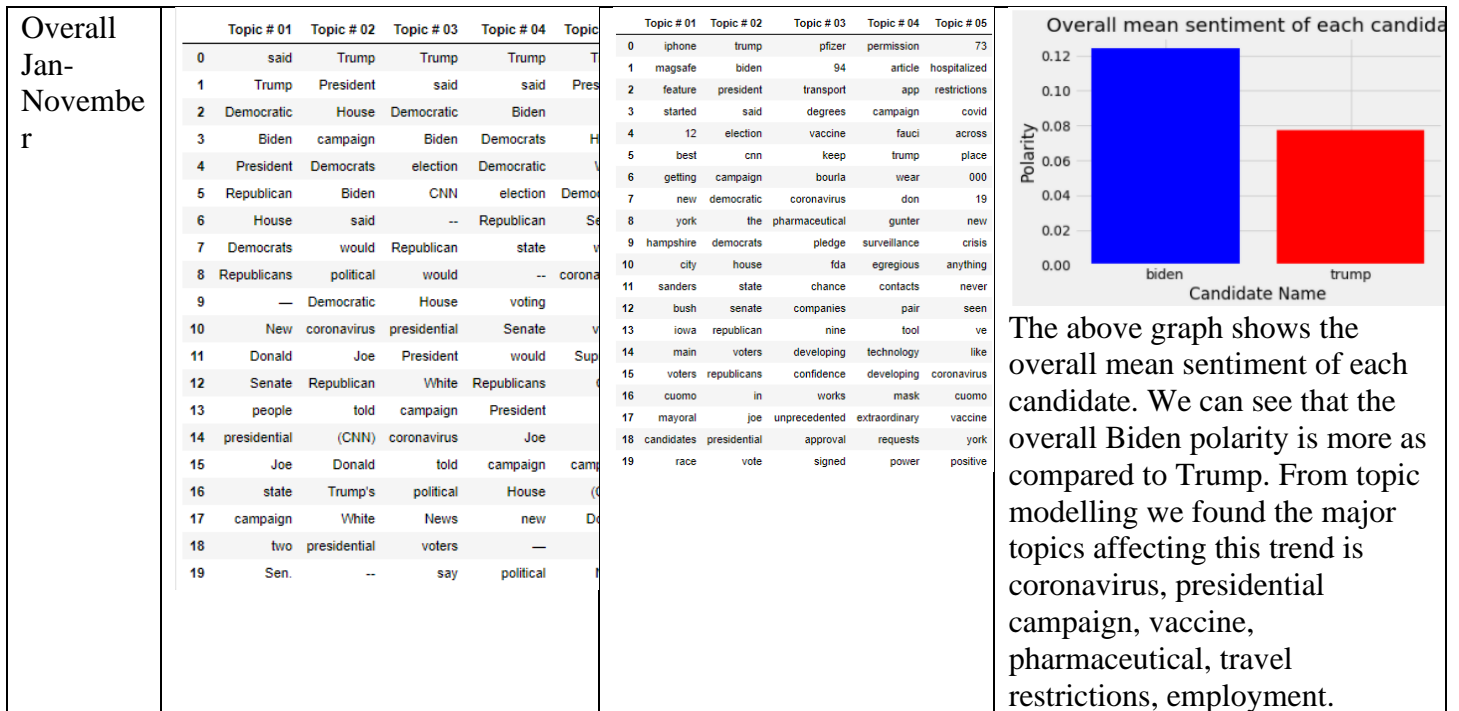 Overall
Jan-
Novembe
r
Topic # 01 Topic # 02 Topic # 03 Topic # 04 Topic
0 said Trump Trump Trump T
1 Trump President said said Pres
2 Democratic House Democratic Biden
3 Biden campaign Biden Democrats H
4 President Democrats election Democratic
5 Republican Biden CNN election Demo
6 House said -- Republican Se
7 Democrats would Republican state
8 Republicans political would -- corona
9 — Democratic House voting
10 New coronavirus presidential Senate v
11 Donald Joe President would Sup
12 Senate Republican White Republicans
13 people told campaign President
14 presidential (CNN) coronavirus Joe
15 Joe Donald told campaign camp
16 state Trump's political House
17 campaign White News new Do
18 two presidential voters —
19 Sen. -- say political
Topic # 01 Topic # 02 Topic # 03 Topic # 04 Topic # 05
0 iphone trump pfizer permission 73
1 magsafe biden 94 article hospitalized
2 feature president transport app restrictions
3 started said degrees campaign covid
4 12 election vaccine fauci across
5 best cnn keep trump place
6 getting campaign bourla wear 000
7 new democratic coronavirus don 19
8 york the pharmaceutical gunter new
9 hampshire democrats pledge surveillance crisis
10 city house fda egregious anything
11 sanders state chance contacts never
12 bush senate companies pair seen
13 iowa republican nine tool ve
14 main voters developing technology like
15 voters republicans confidence developing coronavirus
16 cuomo in works mask cuomo
17 mayoral joe unprecedented extraordinary vaccine
18 candidates presidential approval requests york
19 race vote signed power positive
Overall mean sentiment of each candida
0.12
0.10
0.08
0.06
0.04
0.02
0.00
Polarity
biden trump
Candidate Name
The above graph shows the
overall mean sentiment of each
candidate. We can see that the
overall Biden polarity is more as
compared to Trump. From topic
modelling we found the major
topics affecting this trend is
coronavirus, presidential
campaign, vaccine,
pharmaceutical, travel
restrictions, employment.